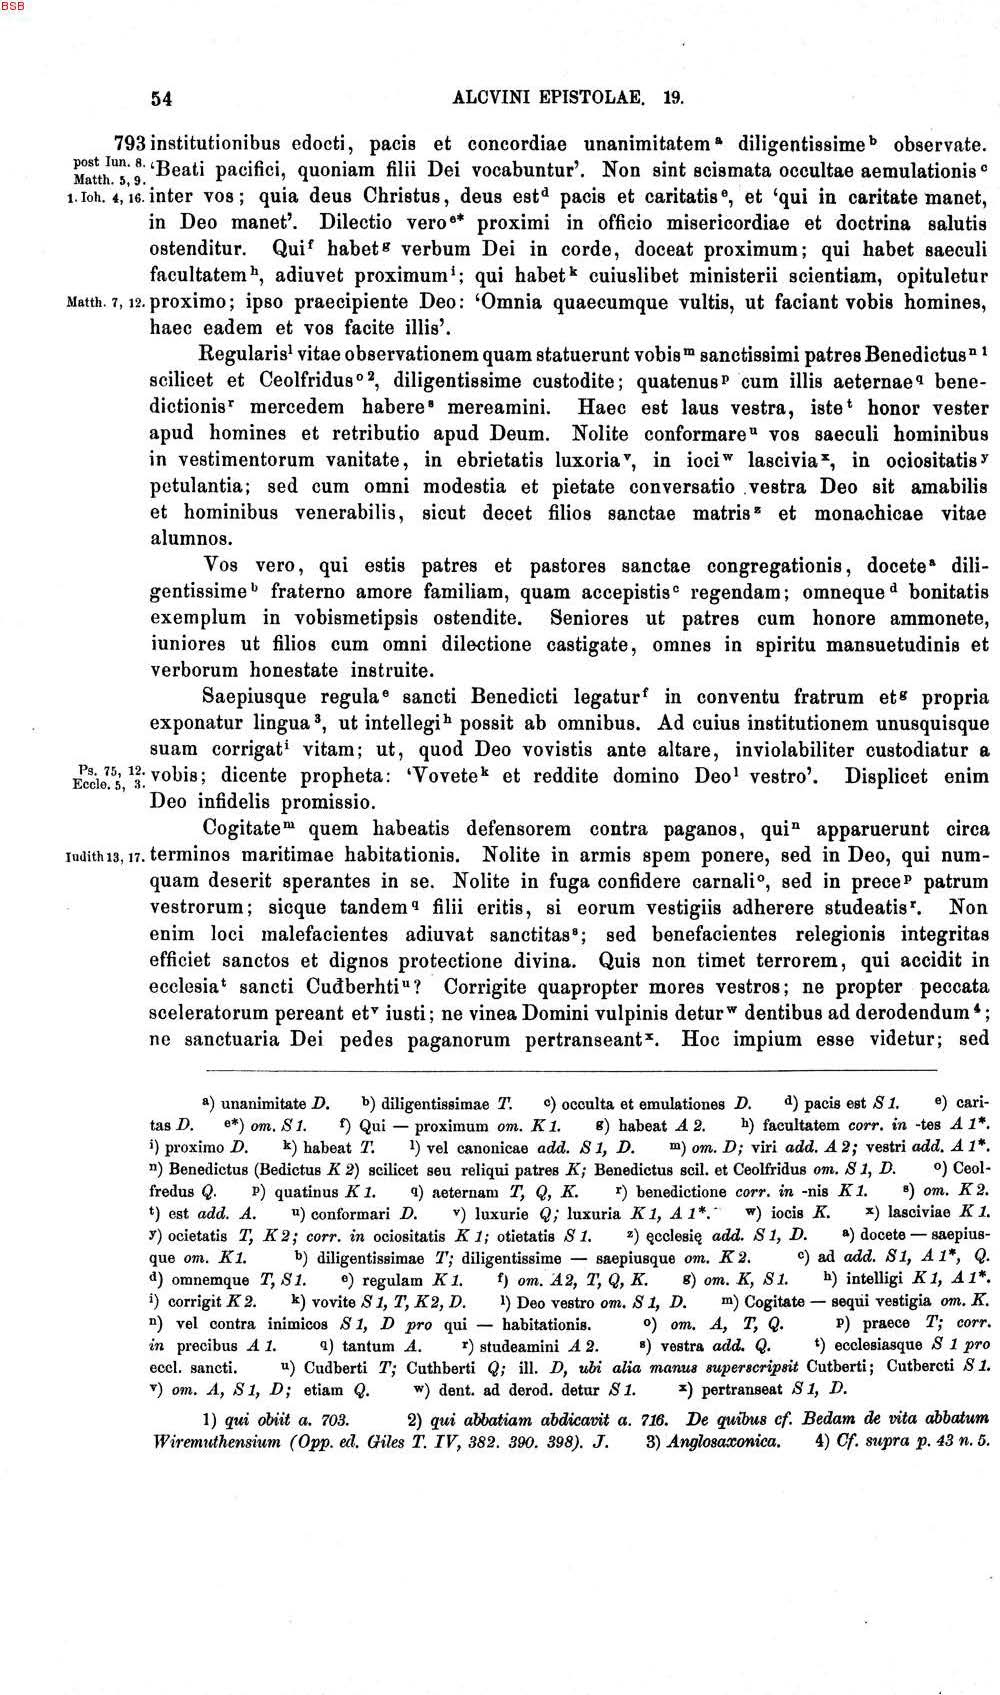 BSB
54 ALCVINI EPISTOLAE. 19.
793 institutionibus edocti, pacis et concordiae unanimitatem a diligentissime b observate.
post Iun. 8. Matth. 5, 9. ‘Beati pacifici, quoniam filii Dei vocabuntur’. Non sint scismata occultae aemulationis c
1. Ioh. 4, 16. inter vos; quia deus Christus, deus est d pacis et caritatis e, et ‘qui in caritate manet,
in Deo manet’. Dilectio vero e* proximi in officio misericordiae et doctrina salutis
ostenditur. Qui f habet g verbum Dei in corde, doceat proximum; qui habet saeculi
facultatem h, adiuvet proximum i; qui habet k cuiuslibet ministerii scientiam, opituletur
Matth. 7, 12. proximo; ipso praecipiente Deo: ‘Omnia quaecumque vultis, ut faciant vobis homines,
haec eadem et vos facite illis’.
Regularis l vitae observationem quam statuerunt vobis m sanctissimi patres Benedictus n 1
scilicet et Ceolfridus o 2, diligentissime custodite; quatenus p cum illis aeternae q bene-
dictionis r mercedem habere s mereamini. Haec est laus vestra, iste t honor vester
apud homines et retributio apud Deum. Nolite conformare u vos saeculi hominibus
in vestimentorum vanitate, in ebrietatis luxoria v, in ioci w lascivia x, in ociositatis y
petulantia; sed cum omni modestia et pietate conversatio vestra Deo sit amabilis
et hominibus venerabilis, sicut decet filios sanctae matris z et monachicae vitae
alumnos.
Vos vero, qui estis patres et pastores sanctae congregationis, docete a dili-
gentissime b fraterno amore familiam, quam accepistis c regendam; omneque d bonitatis
exemplum in vobismetipsis ostendite. Seniores ut patres cum honore ammonete,
iuniores ut filios cum omni dilectione castigate, omnes in spiritu mansuetudinis et
verborum honestate instruite.
Saepiusque regula e sancti Benedicti legatur f in conventu fratrum et g propria
exponatur lingua 3, ut intellegi h possit ab omnibus. Ad cuius institutionem unusquisque
suam corrigat i vitam; ut, quod Deo vovistis ante altare, inviolabiliter custodiatur a
Ps. 75, 12. Eccle. 5, 3. vobis; dicente propheta: ‘Vovete k et reddite domino Deo l vestro’. Displicet enim
Deo infidelis promissio.
Cogitate m quem habeatis defensorem contra paganos, qui n apparuerunt circa
Iudith 13, 17. terminos maritimae habitationis. Nolite in armis spem ponere, sed in Deo, qui num-
quam deserit sperantes in se. Nolite in fuga confidere carnali o, sed in prece p patrum
vestrorum; sicque tandem q filii eritis, si eorum vestigiis adherere studeatis r. Non
enim loci malefacientes adiuvat sanctitas s; sed benefacientes relegionis integritas
efficiet sanctos et dignos protectione divina. Quis non timet terrorem, qui accidit in
ecclesia t sancti Cudberhti u? Corrigite quapropter mores vestros; ne propter peccata
sceleratorum pereant et v iusti; ne vinea Domini vulpinis detur w dentibus ad derodendum 4;
ne sanctuaria Dei pedes paganorum pertranseant x. Hoc impium esse videtur; sed
a) unanimitate D. b) diligentissimae T. c) occulta et emulationes D. d) pacis est S 1. e) cari-
tas D. e*) om. S 1. f) Qui — proximum om. K 1. g) habeat A 2. h) facultatem corr. in -tes A 1*.
i) proximo D. k) habeat T. l) vel canonicae add. S 1, D. m) om. D; viri add. A 2; vestri add. A 1*.
n) Benedictus (Bedictus K 2) scilicet seu reliqui patres K; Benedictus scil. et Ceolfridus om. S 1, D. o) Ceol-
fredus Q. p) quatinus K 1. q) aeternam T, Q, K. r) benedictione corr. in -nis K 1. s) om. K 2.
t) est add. A. u) conformari D. v) luxurie Q; luxuria K 1, A 1*. w) iocis K. x) lasciviae K 1.
y) ocietatis T, K 2; corr. in ociositatis K 1; otietatis S 1. z) ęcclesię add. S 1, D. a) docete — saepius-
que om. K1. b) diligentissimae T; diligentissime — saepiusque om. K 2. c) ad add. S1, A 1*, Q.
d) omnemque T, S 1. e) regulam K 1. f) om. A2, T, Q, K. g) om. K, S 1. h) intelligi K 1, A 1*.
i) corrigit K 2. k) vovite S 1, T, K2, D. l) Deo vestro om. S 1, D. m) Cogitate — sequi vestigia om. K.
n) vel contra inimicos S 1, D pro qui — habitationis. o) om. A, T, Q. p) praece T; corr.
in precibus A 1. q) tantum A. r) studeamini A 2. s) vestra add. Q. t) ecclesiasque S 1 pro
eccl. sancti. u) Cudberti T; Cuthberti Q; ill. D, ubi alia manus superscripsit Cutberti; Cutbercti S 1.
v) om. A, S 1, D; etiam Q. w) dent. ad derod. detur S 1. x) pertranseat S 1, D.
1) qui obiit a. 703. 2) qui abbatiam abdicavit a. 716. De quibus cf. Bedam de vita abbatum
Wiremuthensium (Opp. ed. Giles T. IV, 382. 390. 398). J. 3) Anglosaxonica. 4) Cf. supra p. 43 n. 5.